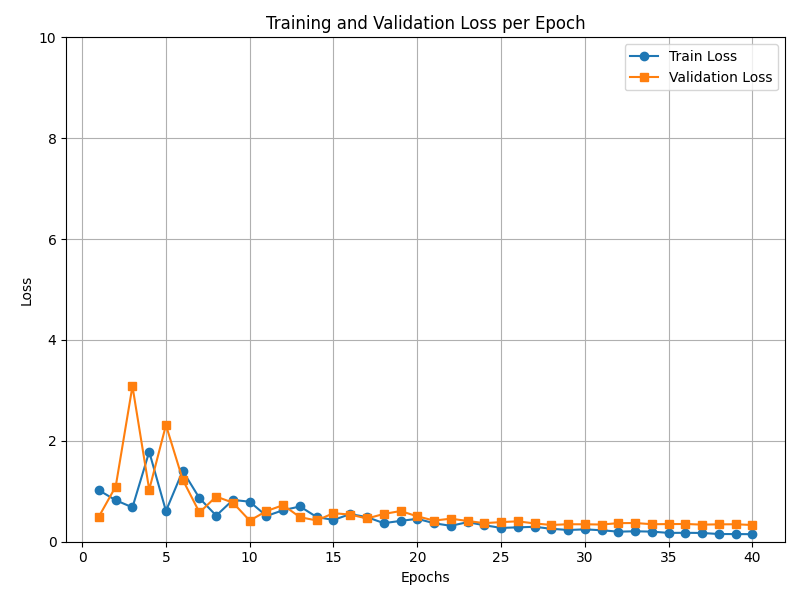 Training and Validation Loss per Epoch
Train Loss
Validation Loss
10
8
6
4
2
0
Loss
0 5 10 15 20 25 30 35 40
Epochs